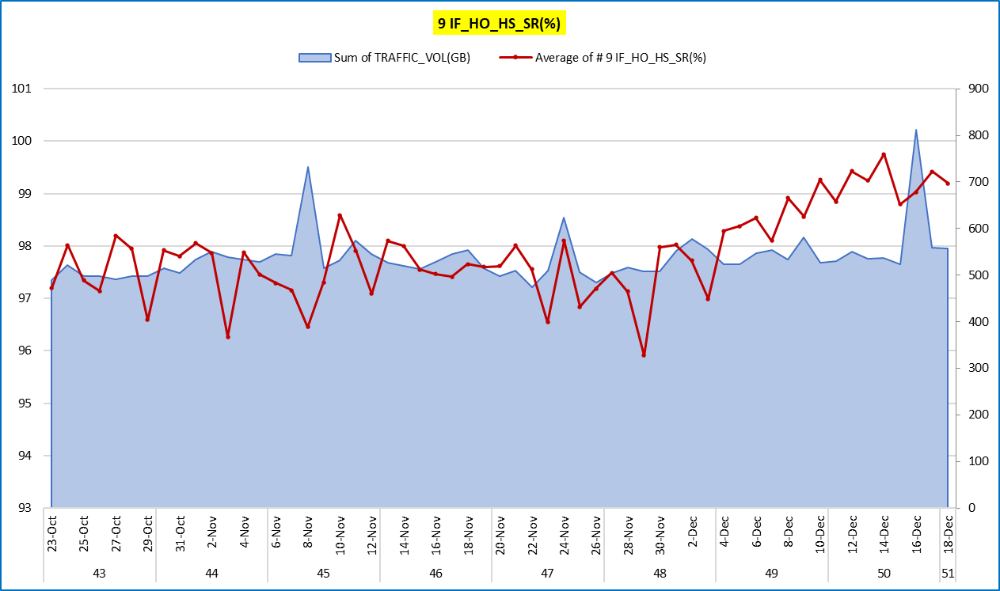 9 IF_HO_HS_SR(%)
Sum of TRAFFIC_VOL(GB) Average of # 9 IF_HO_HS_SR(%)
101 900
100 800
99 700
98 600
97 500
96 400
95 300
94 200
93 100
0
23-Oct 25-Oct 27-Oct 29-Oct 31-Oct 2-Nov 4-Nov 6-Nov 8-Nov 10-Nov 12-Nov 14-Nov 16-Nov 18-Nov 20-Nov 22-Nov 24-Nov 26-Nov 28-Nov 30-Nov 2-Dec 4-Dec 6-Dec 8-Dec 10-Dec 12-Dec 14-Dec 16-Dec 18-Dec
43 44 45 46 47 48 49 50 51